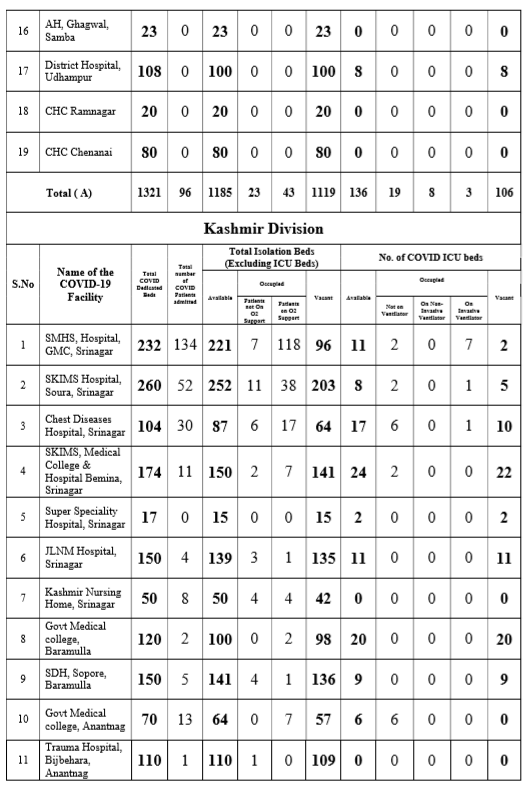 16 AH, Ghagwal, Samba 23 0 23 0 0 23 0 0 0 0 0
17 District Hospital, Udhampur 108 0 100 0 0 100 8 0 0 0 8
18 CHC Ramnagar 20 0 20 0 0 20 0 0 0 0 0
19 CHC Chenanai 80 0 80 0 0 80 0 0 0 0 0
Total ( A) 1321 96 1185 23 43 1119 136 19 8 3 106
Kashmir Division
S.No Name of the COVID-19 Facility Total COVID Dedicated Beds Total number of COVID Patients admitted Total Isolation Beds (Excluding ICU Beds) No. of COVID ICU beds
Available Occupied Vacant Available Occupied Vacant
Patients not On O2 Support Patients on O2 Support Not on Ventilator On Non-Invasive Ventilator On Invasive Ventilator
1 SMHS, Hospital, GMC, Srinagar 232 134 221 7 118 96 11 2 0 7 2
2 SKIMS Hospital, Soura, Srinagar 260 52 252 11 38 203 8 2 0 1 5
3 Chest Diseases Hospital, Srinagar 104 30 87 6 17 64 17 6 0 1 10
4 SKIMS, Medical College & Hospital Bemina, Srinagar 174 11 150 2 7 141 24 2 0 0 22
5 Super Speciality Hospital, Srinagar 17 0 15 0 0 15 2 0 0 0 2
6 JLNM Hospital, Srinagar 150 4 139 3 1 135 11 0 0 0 11
7 Kashmir Nursing Home, Srinagar 50 8 50 4 4 42 0 0 0 0 0
8 Govt Medical college, Baramulla 120 2 100 0 2 98 20 0 0 0 20
9 SDH, Sopore, Baramulla 150 5 141 4 1 136 9 0 0 0 9
10 Govt Medical college, Anantnag 70 13 64 0 7 57 6 6 0 0 0
11 Trauma Hospital, Bijbehara, Anantnag 110 1 110 1 0 109 0 0 0 0 0